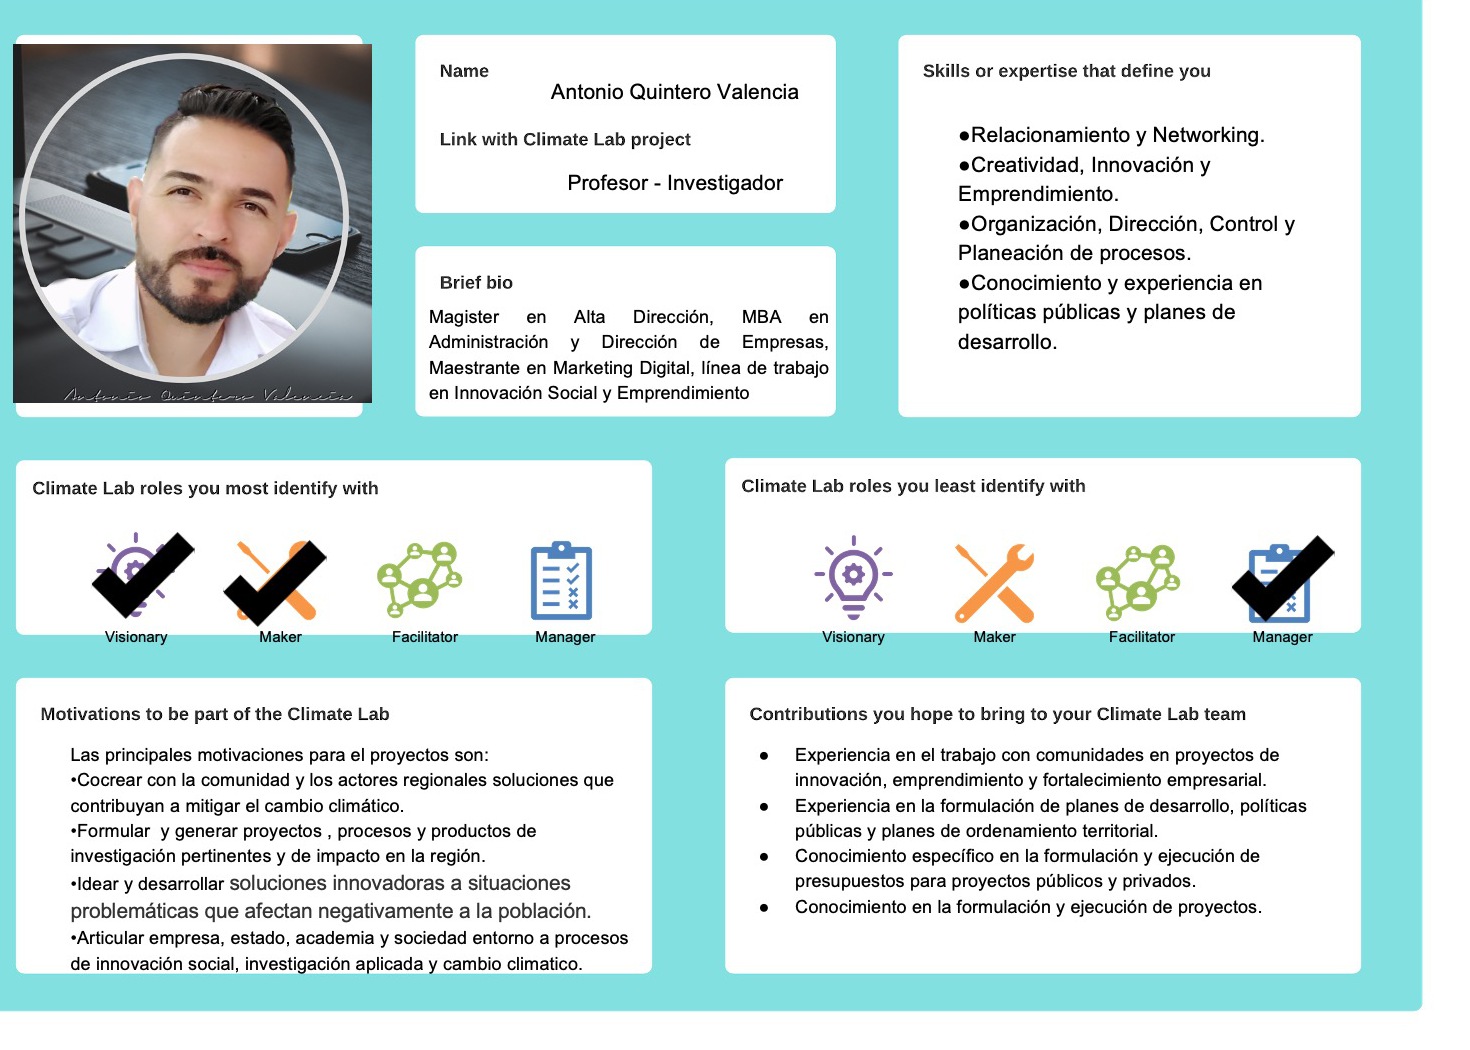 Antonio Quintero Valencia
Name
Antonio Quintero Valencia
Link with Climate Lab project
Profesor - Investigador
Brief bio
Magister en Alta Dirección, MBA en
Administración y Dirección de Empresas,
Maestrante en Marketing Digital, línea de trabajo
en Innovación Social y Emprendimiento
Skills or expertise that define you
●Relacionamiento y Networking.
●Creatividad, Innovación y
Emprendimiento.
●Organización, Dirección, Control y
Planeación de procesos.
●Conocimiento y experiencia en
políticas públicas y planes de
desarrollo.
Climate Lab roles you most identify with
Visionary
Maker
Facilitator
Manager
Climate Lab roles you least identify with
Visionary
Maker
Facilitator
Manager
Motivations to be part of the Climate Lab
Las principales motivaciones para el proyectos son:
•Cocrear con la comunidad y los actores regionales soluciones que
contribuyan a mitigar el cambio climático.
•Formular  y generar proyectos , procesos y productos de
investigación pertinentes y de impacto en la región.
•Idear y desarrollar soluciones innovadoras a situaciones
problemáticas que afectan negativamente a la población.
•Articular empresa, estado, academia y sociedad entorno a procesos
de innovación social, investigación aplicada y cambio climatico.
Contributions you hope to bring to your Climate Lab team
● Experiencia en el trabajo con comunidades en proyectos de
innovación, emprendimiento y fortalecimiento empresarial.
● Experiencia en la formulación de planes de desarrollo, políticas
públicas y planes de ordenamiento territorial.
● Conocimiento específico en la formulación y ejecución de
presupuestos para proyectos públicos y privados.
● Conocimiento en la formulación y ejecución de proyectos.